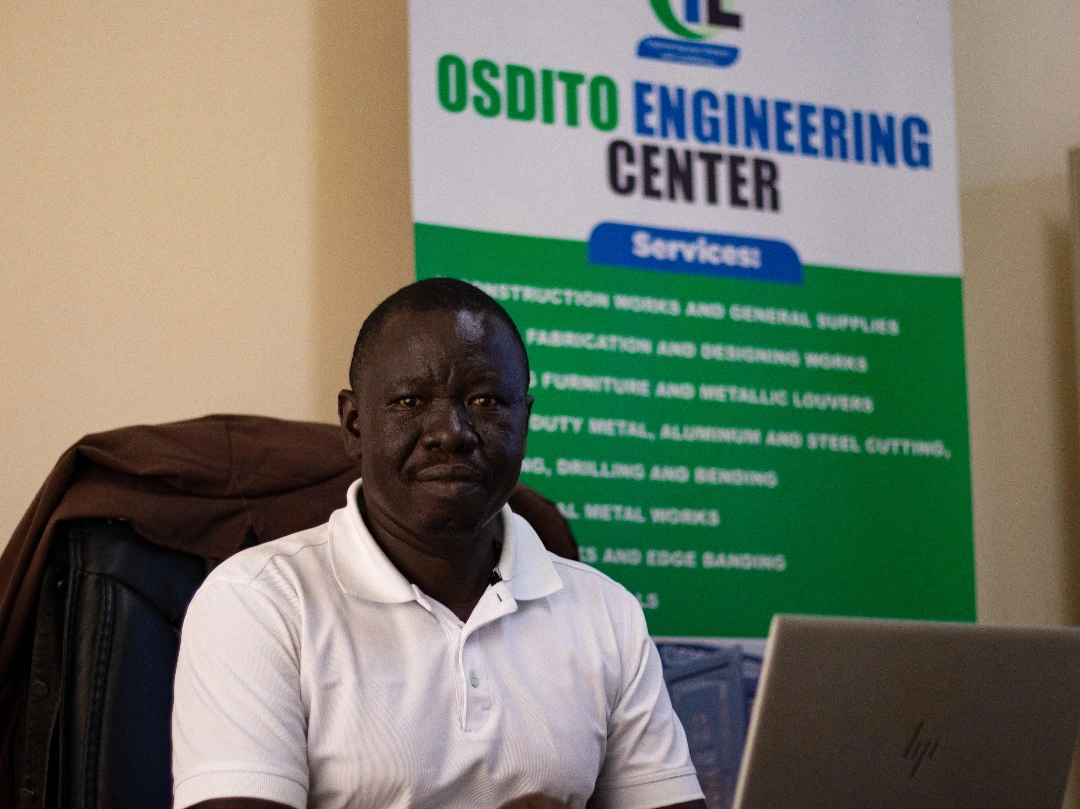 OSDITO ENGINEERING
CENTER
Services:
CONSTRUCTION WORKS AND GENERAL SUPPLIES
FABRICATION AND DESIGNING WORKS
FURNITURE AND METALLIC LOUVERS
DUTY METAL, ALUMINUM AND STEEL CUTTING,
DRILLING AND BENDING
METAL WORKS
AND EDGE BANDING
hp